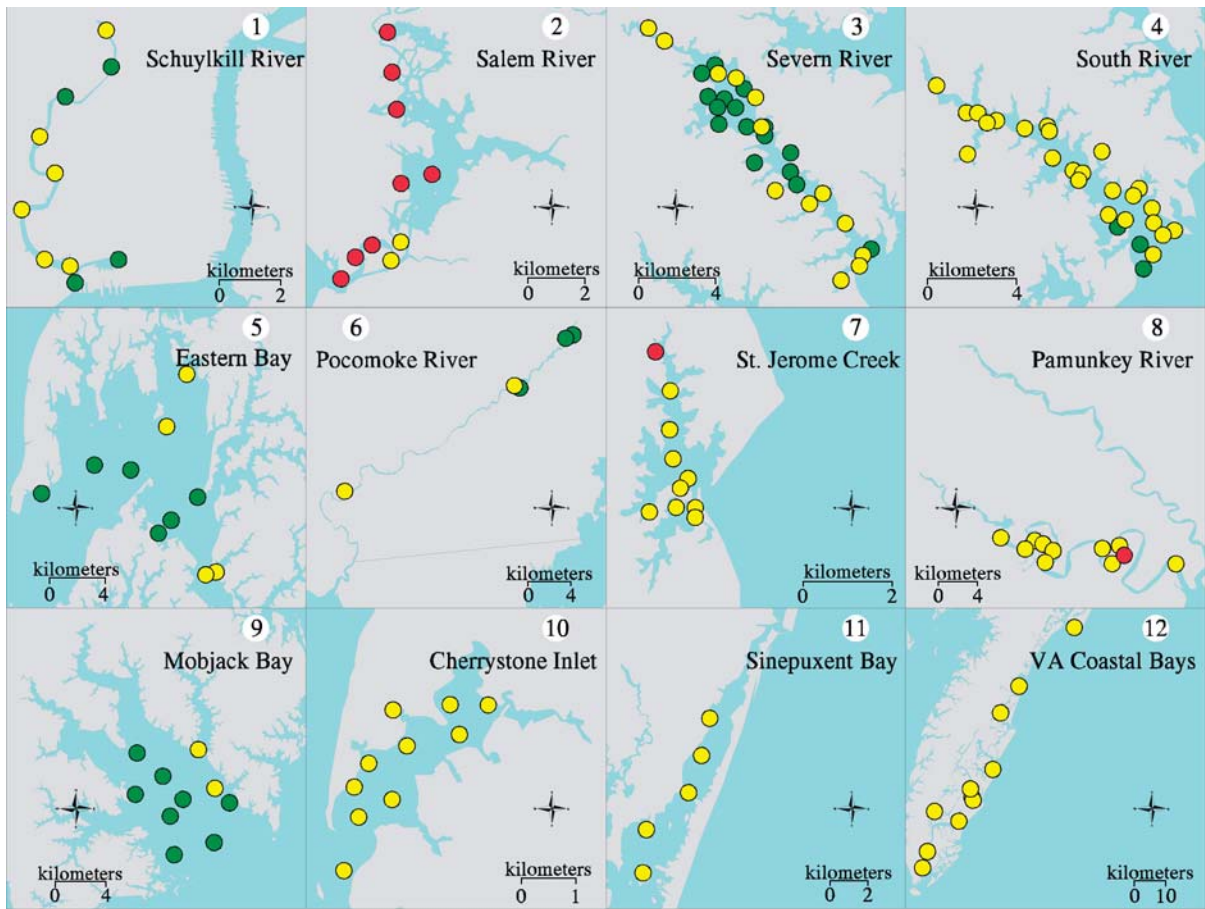 1
Schuylkill River
kilometers
0 2
2
Salem River
kilometers
0 2
3
Severn River
kilometers
0 4
4
South River
kilometers
0 4
5
Eastern Bay
kilometers
0 4
6
Pocomoke River
kilometers
0 4
7
St. Jerome Creek
kilometers
0 2
8
Pamunkey River
kilometers
0 4
9
Mobjack Bay
kilometers
0 4
10
Cherrystone Inlet
kilometers
0 1
11
Sinepuxent Bay
kilometers
0 2
12
VA Coastal Bays
kilometers
0 10